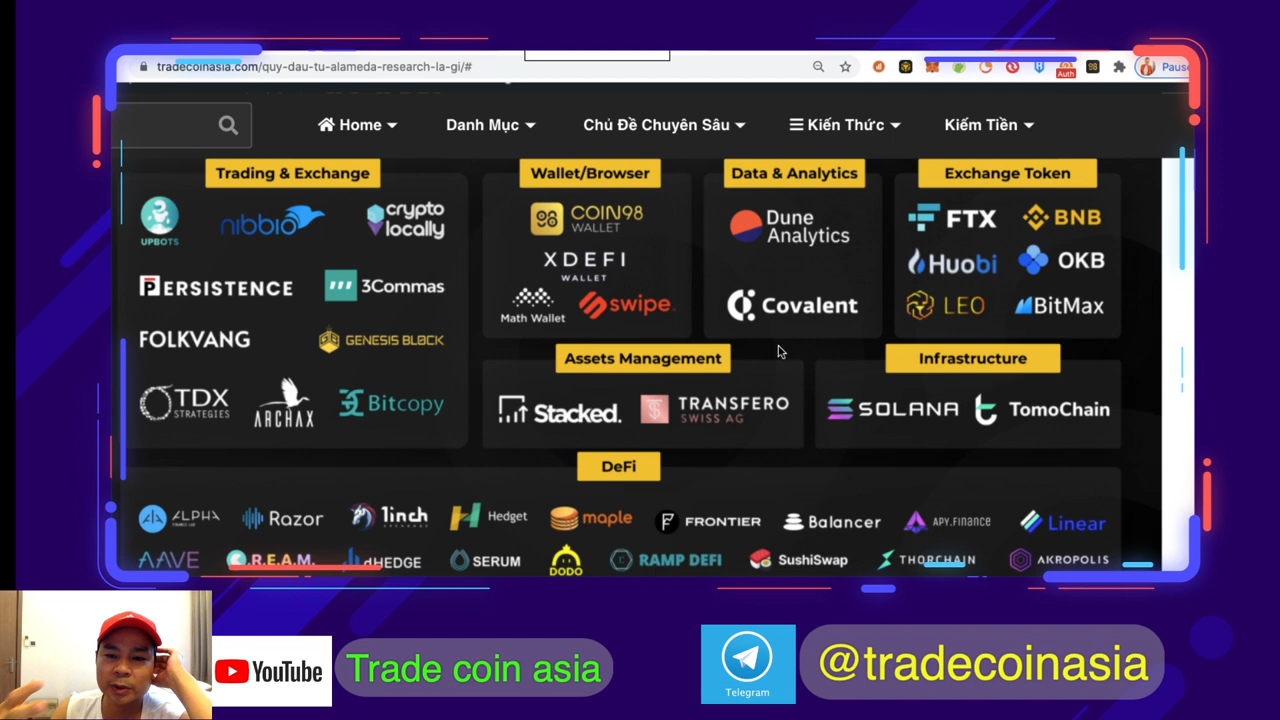 tradecoinasia.com/quy-dau-tu-alameda-research-la-gi/#
Auth
Pause
Home
Danh Mục
Chủ Đề Chuyên Sâu
Kiến Thức
Kiếm Tiền
Trading & Exchange
UPBOTS
nibbio
crypto locally
PERSISTENCE
3Commas
FOLKVANG
GENESIS BLOCK
TDX STRATEGIES
ARCHAX
Bitcopy
Wallet/Browser
COIN98 WALLET
XDEFI WALLET
Math Wallet
swipe
Data & Analytics
Dune Analytics
Covalent
Exchange Token
FTX
BNB
Huobi
OKB
LEO
BitMax
Assets Management
Stacked.
TRANSFERO SWISS AG
Infrastructure
SOLANA
TomoChain
DeFi
ALPHA
Razor
1inch
Hedget
maple
FRONTIER
Balancer
APY.FINANCE
Linear
AAVE
C.R.E.A.M.
dHEDGE
SERUM
DODO
RAMP DEFI
SushiSwap
THORCHAIN
AKROPOLIS
YouTube
Trade coin asia
Telegram
@tradecoinasia